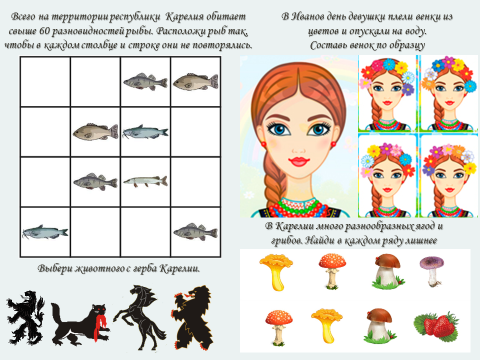 Всего на территории республики Карелия обитает
свыше 60 разновидностей рыбы. Расположи рыб так,
чтобы в каждом столбце и строке они не повторялись.
В Иванов день девушки плели венки из
цветов и опускали на воду.
Составь венок по образцу
В Карелии много разнообразных ягод и
грибов. Найди в каждом ряду лишнее
Выбери животного с герба Карелии.